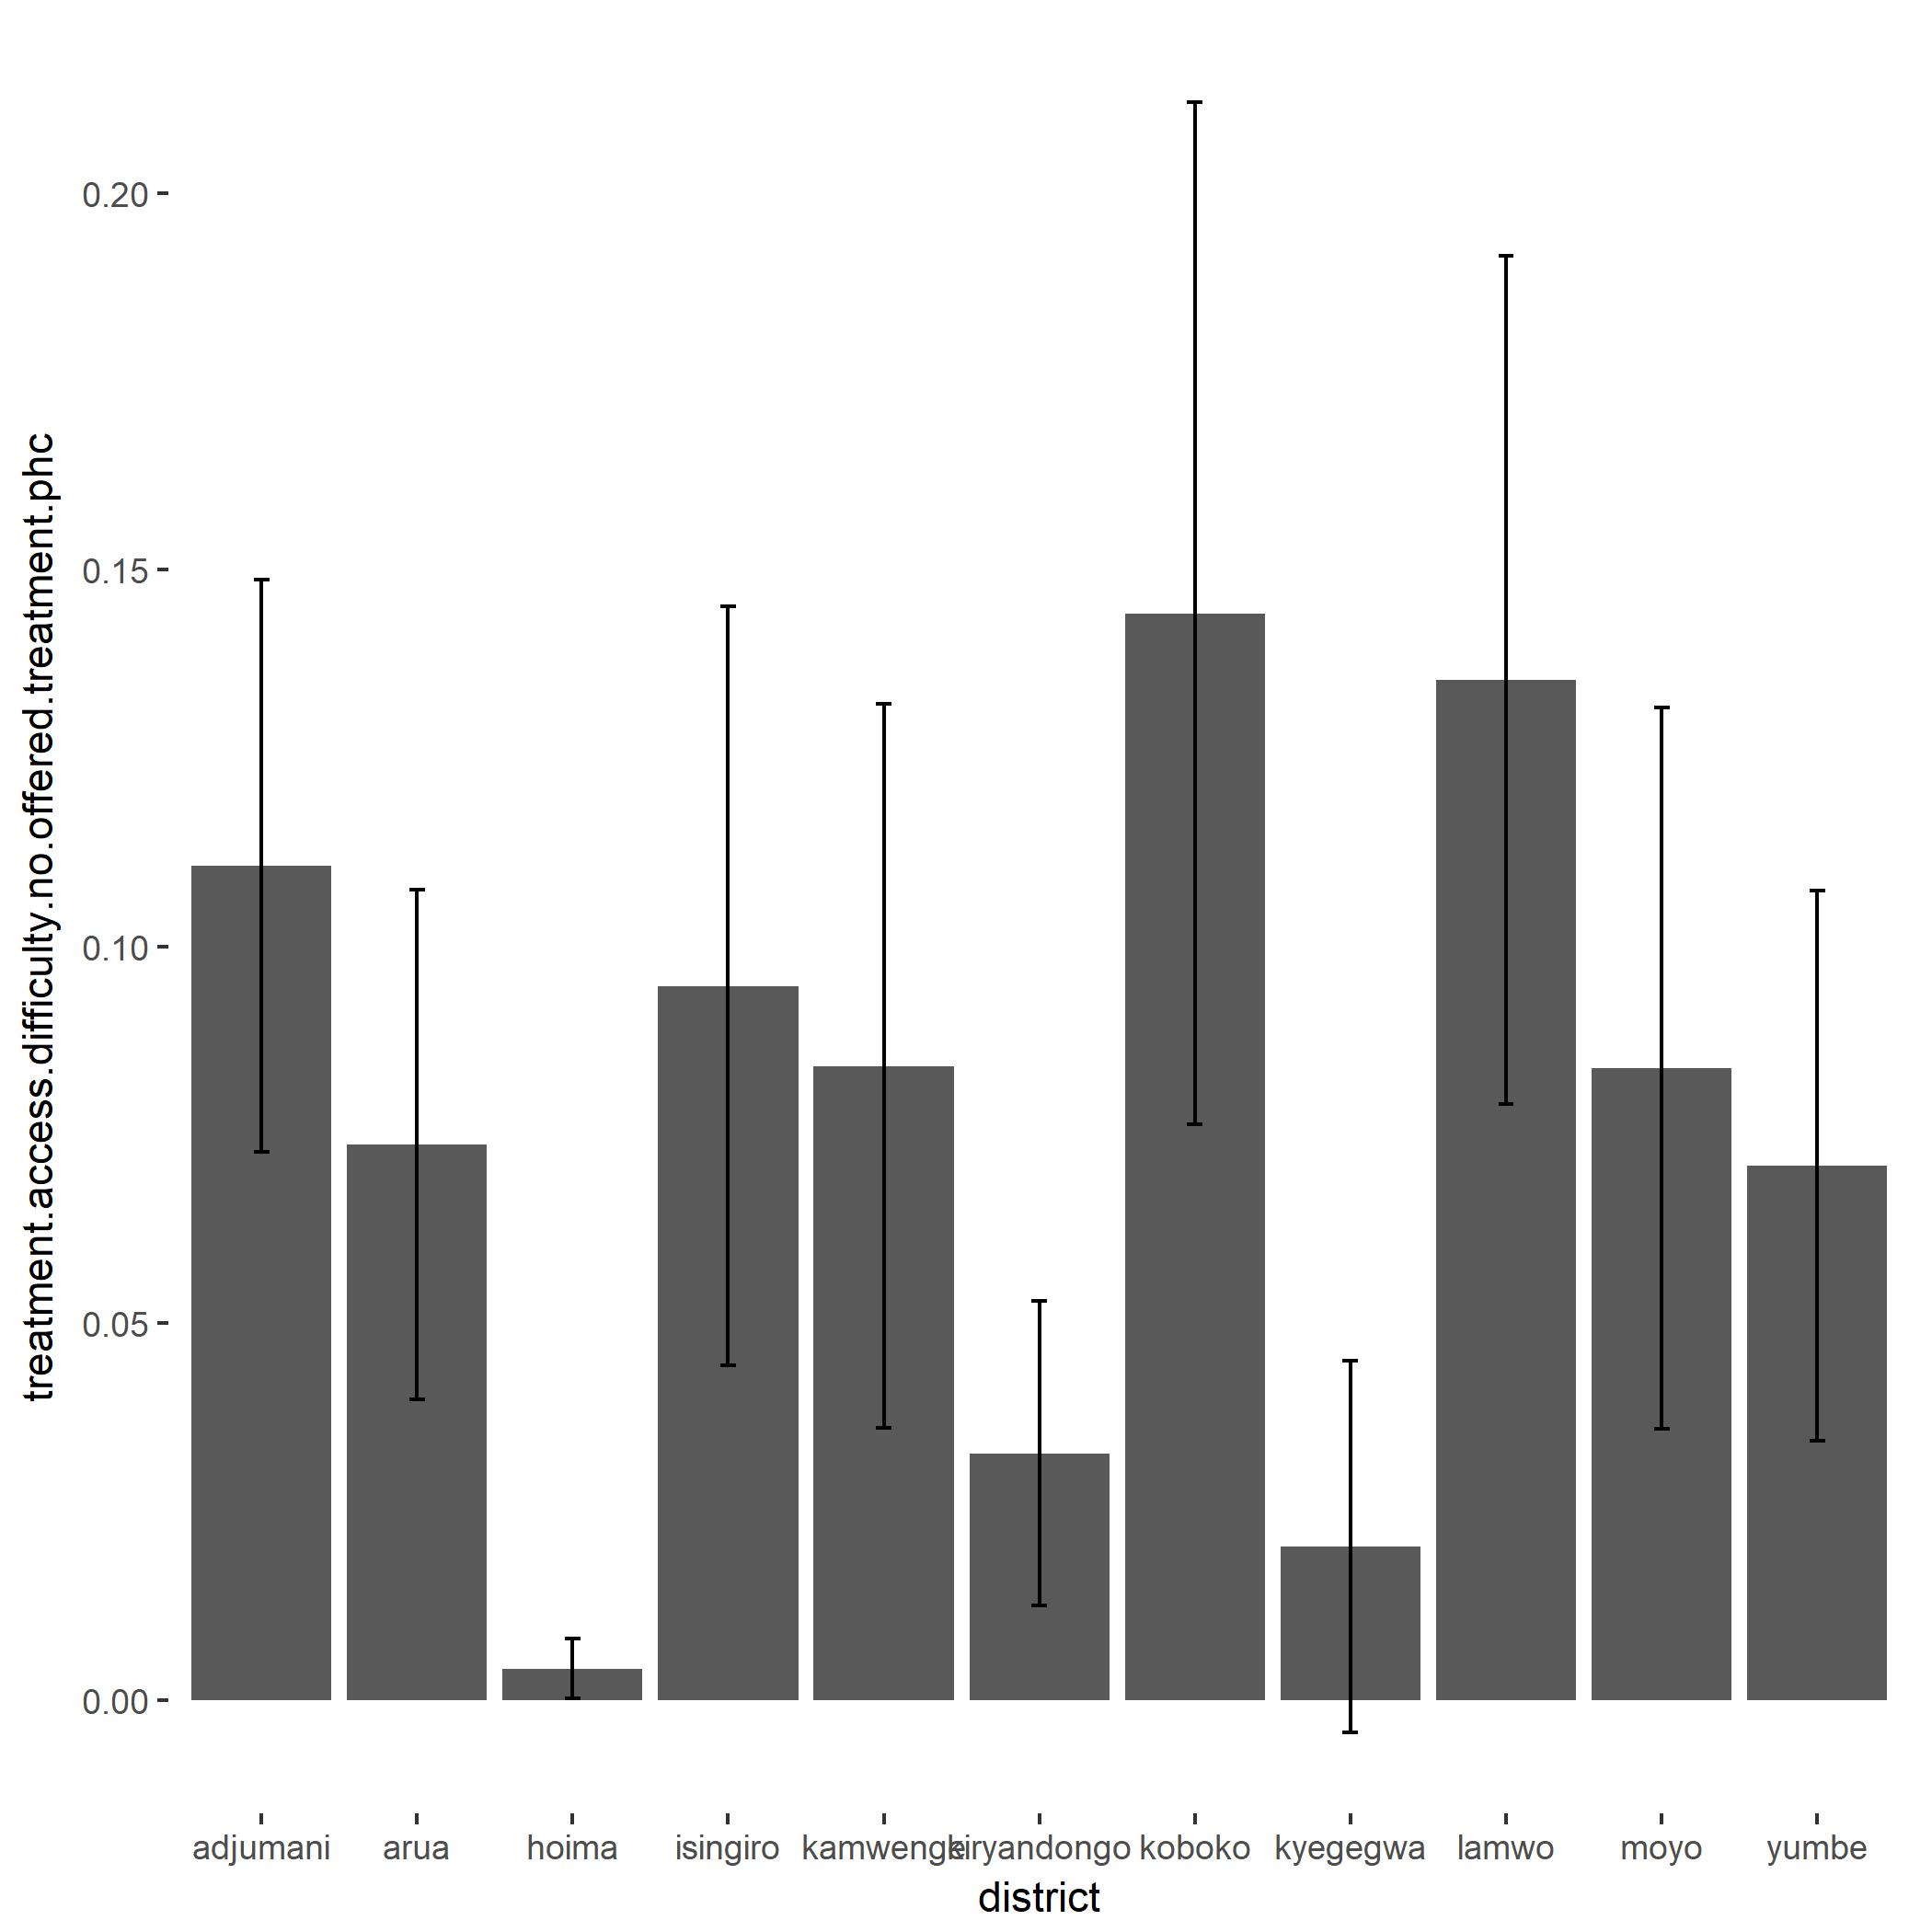 treatment.access.difficulty.no.offered.treatment.phc
0.20
0.15
0.10
0.05
0.00
adjumani arua hoima isingiro kamwenge kiryandongo koboko kyegegwa lamwo moyo yumbe
district